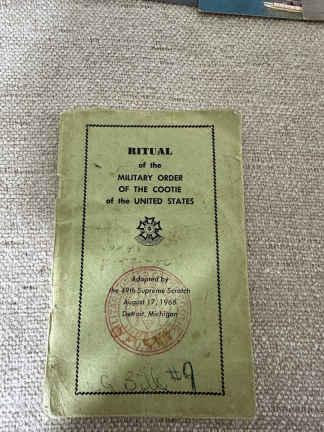 RITUAL
of the
MILITARY ORDER
OF THE COOTIE
of the UNITED STATES
Adopted by
the 49th Supreme Scratch
August 17, 1968
Detroit, Michigan
#9